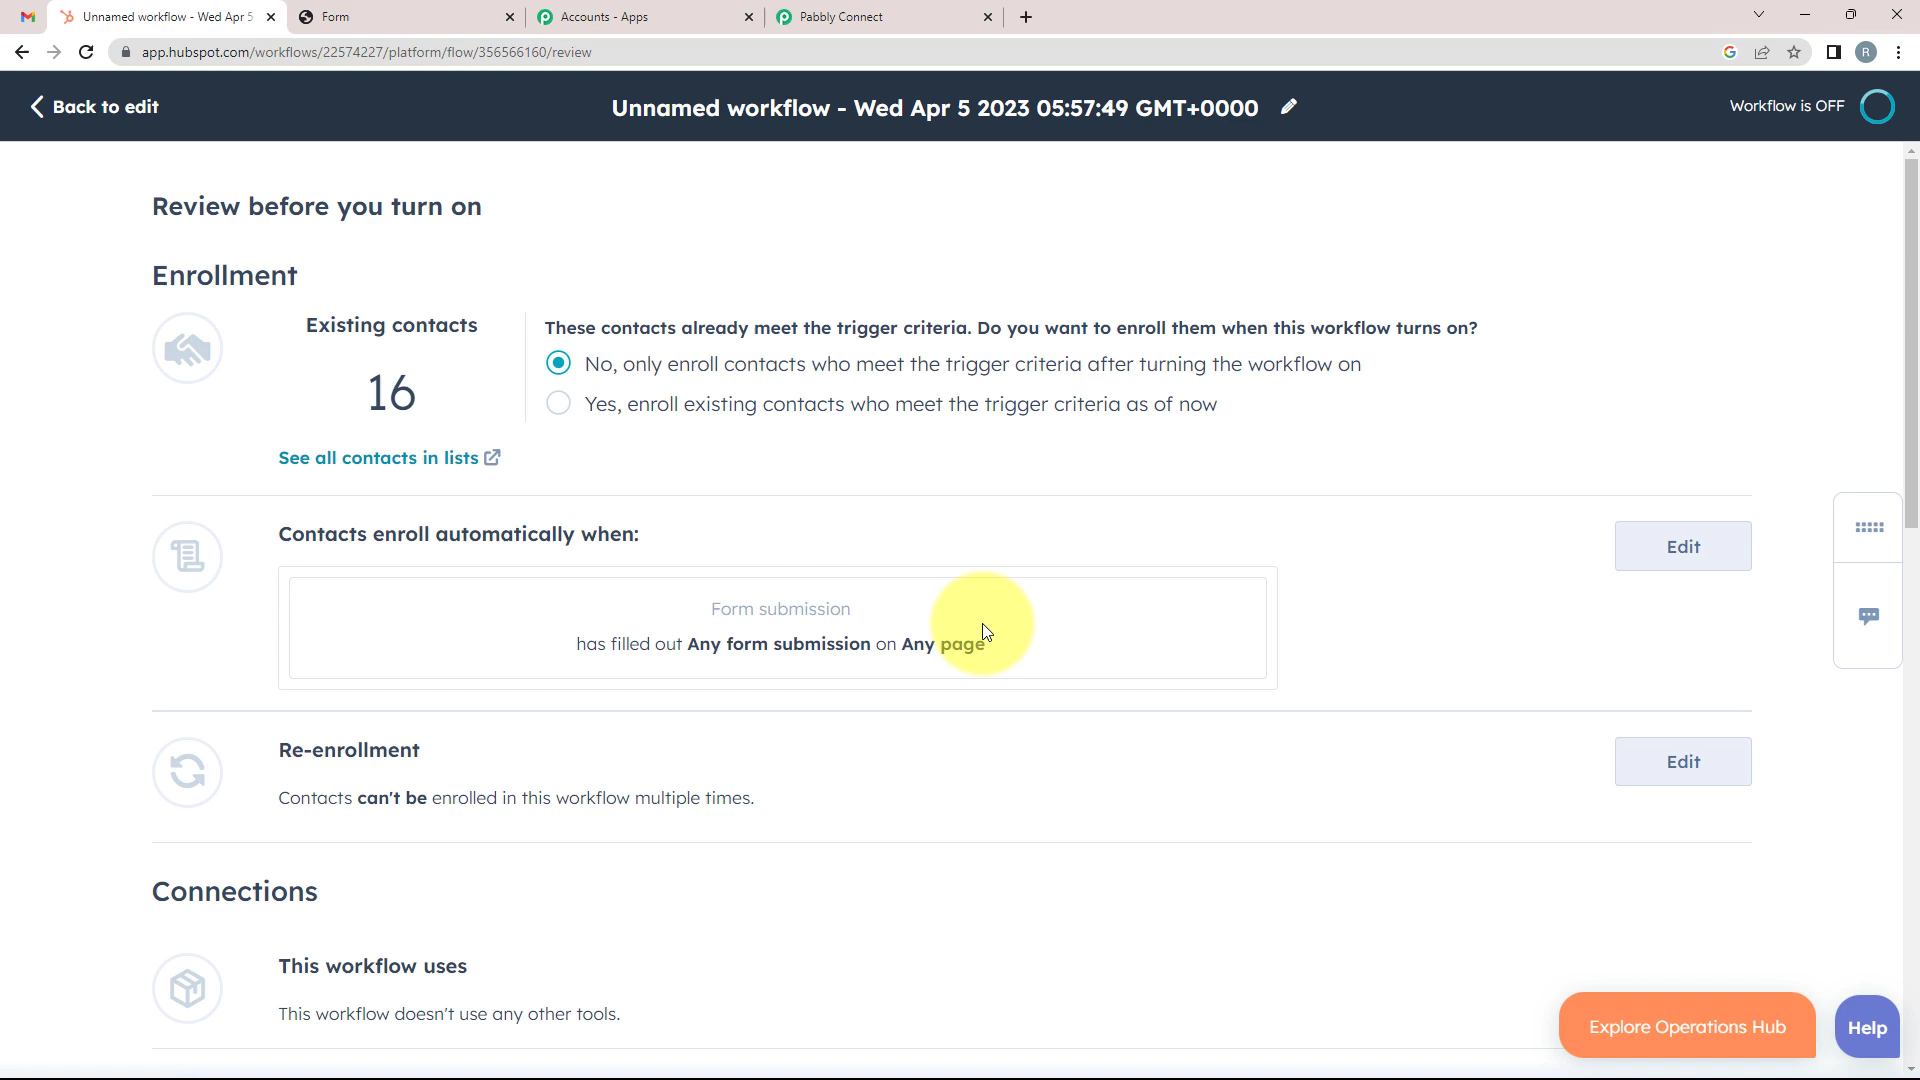 Unnamed workflow - Wed Apr 5
Form
Accounts - Apps
Pabbly Connect
app.hubspot.com/workflows/22574227/platform/flow/356566160/review
R
Back to edit
Unnamed workflow - Wed Apr 5 2023 05:57:49 GMT+0000
Workflow is OFF
Review before you turn on
Enrollment
Existing contacts
16
See all contacts in lists
These contacts already meet the trigger criteria. Do you want to enroll them when this workflow turns on?
No, only enroll contacts who meet the trigger criteria after turning the workflow on
Yes, enroll existing contacts who meet the trigger criteria as of now
Contacts enroll automatically when:
Edit
Form submission
has filled out Any form submission on Any page
Re-enrollment
Edit
Contacts can't be enrolled in this workflow multiple times.
Connections
This workflow uses
This workflow doesn't use any other tools.
Explore Operations Hub
Help